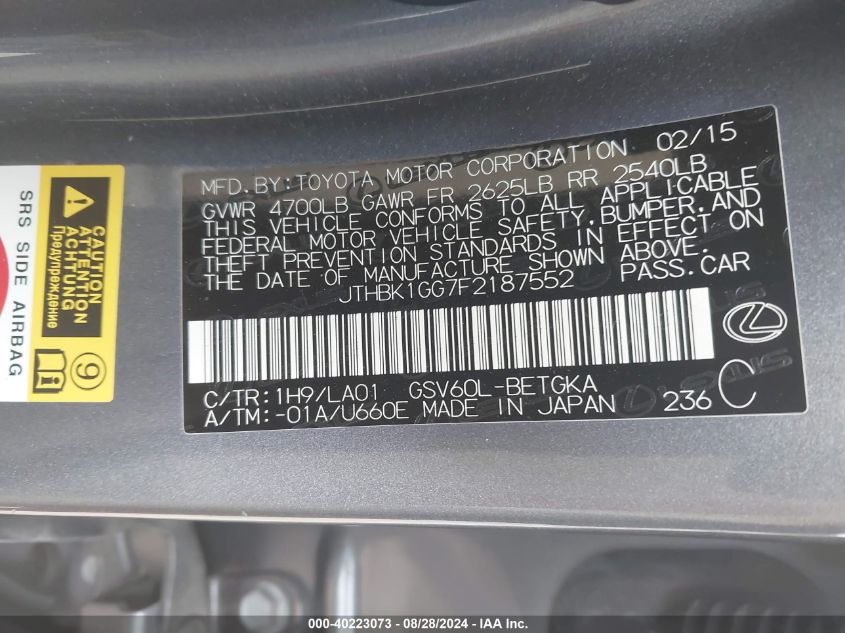 MFD.BY:TOYOTA MOTOR CORPORATION 02/15
GVWR 4700LB GAWR FR 2625LB RR 2540LB
THIS VEHICLE CONFORMS TO ALL APPLICABLE
FEDERAL MOTOR VEHICLE SAFETY,BUMPER,AND
THEFT PREVENTION STANDARDS IN EFFECT ON
THE DATE OF MANUFACTURE SHOWN ABOVE.
JTHBK1GG7F2187552 PASS.CAR
C/TR:1H9/LA01 GSV60L-BETGKA
A/TM:-01A/U660E MADE IN JAPAN 236 C
SRS SIDE AIRBAG
CAUTION
ATTENTION
ACHTUNG
Предупреждение
9
000-40223073 - 08/28/2024 - IAA Inc.